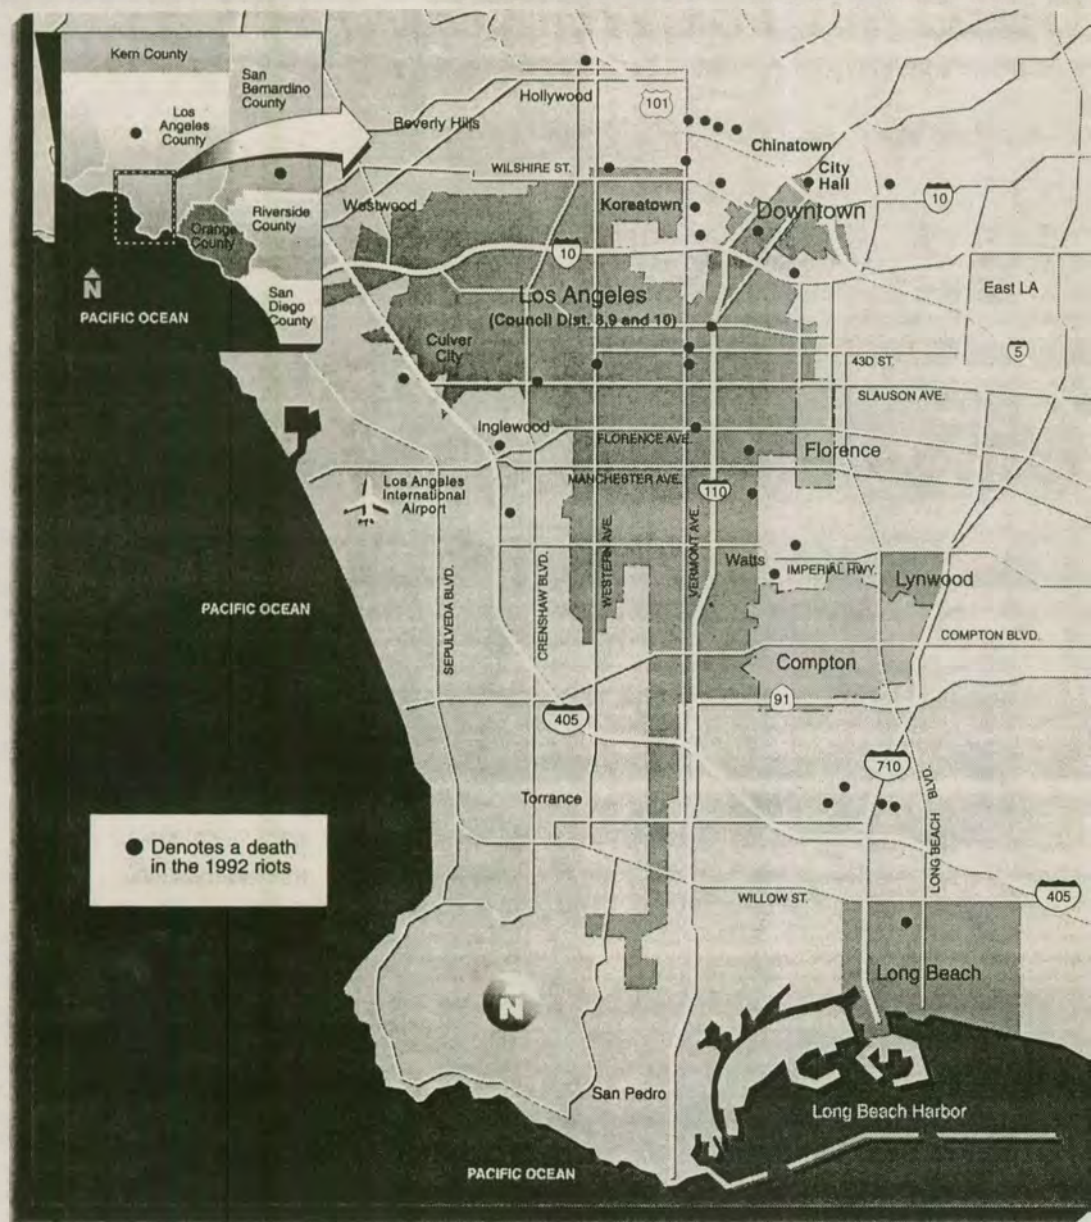 Kern County
San
Bernardino
County
Los
Angeles
County
Riverside
County
Orange
County
San
Diego
County
N
PACIFIC OCEAN
Hollywood
101
Beverly Hills
Chinatown
WILSHIRE ST.
City
Hall
10
Westwood
Koreatown
Downtown
10
East LA
Los Angeles
(Council Dist. 8,9 and 10)
Culver
City
43D ST.
5
SLAUSON AVE.
Inglewood
FLORENCE AVE.
Florence
MANCHESTER AVE.
Los Angeles
International
Airport
110
SEPULVEDA BLVD.
CRENSHAW BLVD.
WESTERN AVE.
VERMONT AVE.
Watts
IMPERIAL HWY.
Lynwood
PACIFIC OCEAN
COMPTON BLVD.
Compton
91
405
710
Torrance
LONG BEACH BLVD.
Denotes a death
in the 1992 riots
WILLOW ST.
405
Long Beach
N
San Pedro
Long Beach Harbor
PACIFIC OCEAN